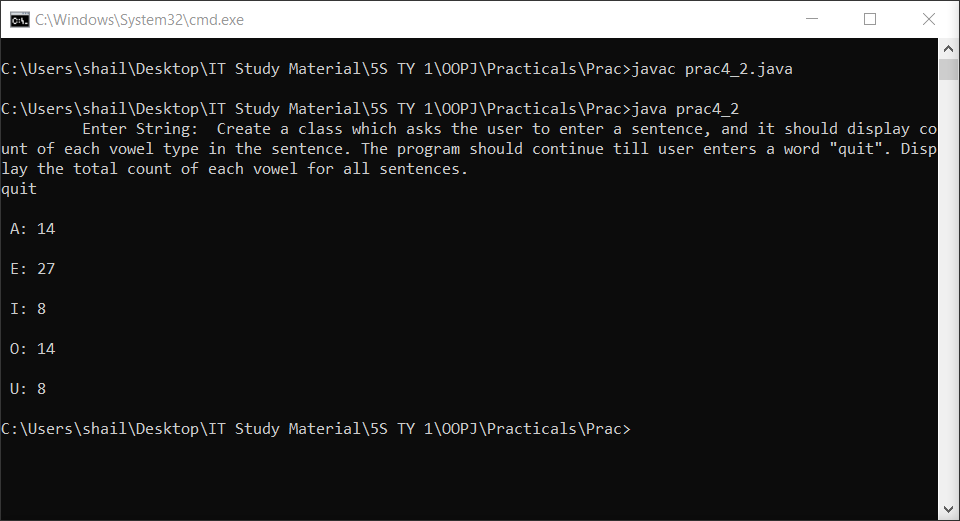 C:\Windows\System32\cmd.exe
C:\Users\shail\Desktop\IT Study Material\5S TY 1\OOPJ\Practicals\Prac>javac prac4_2.java
C:\Users\shail\Desktop\IT Study Material\5S TY 1\OOPJ\Practicals\Prac>java prac4_2
Enter String:  Create a class which asks the user to enter a sentence, and it should display co
unt of each vowel type in the sentence. The program should continue till user enters a word "quit". Disp
lay the total count of each vowel for all sentences.
quit
A: 14
E: 27
I: 8
O: 14
U: 8
C:\Users\shail\Desktop\IT Study Material\5S TY 1\OOPJ\Practicals\Prac>